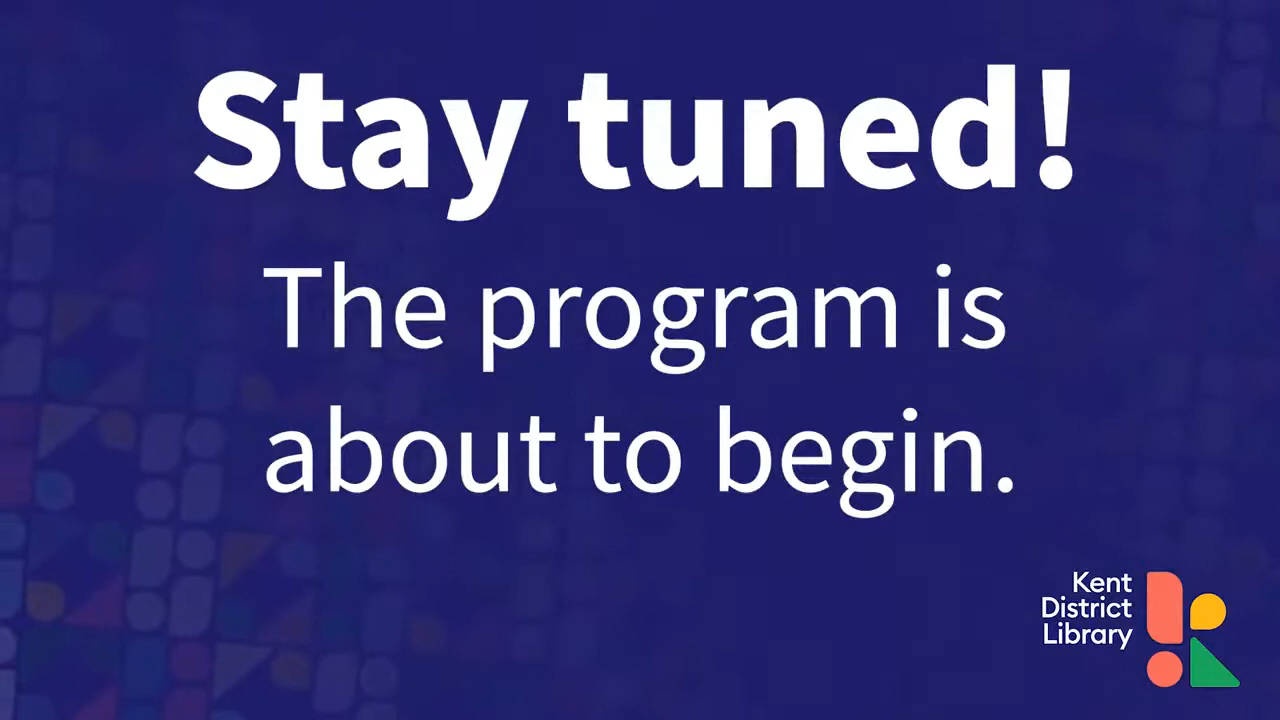 Stay tuned!
The program is
about to begin.
Kent
District
Library